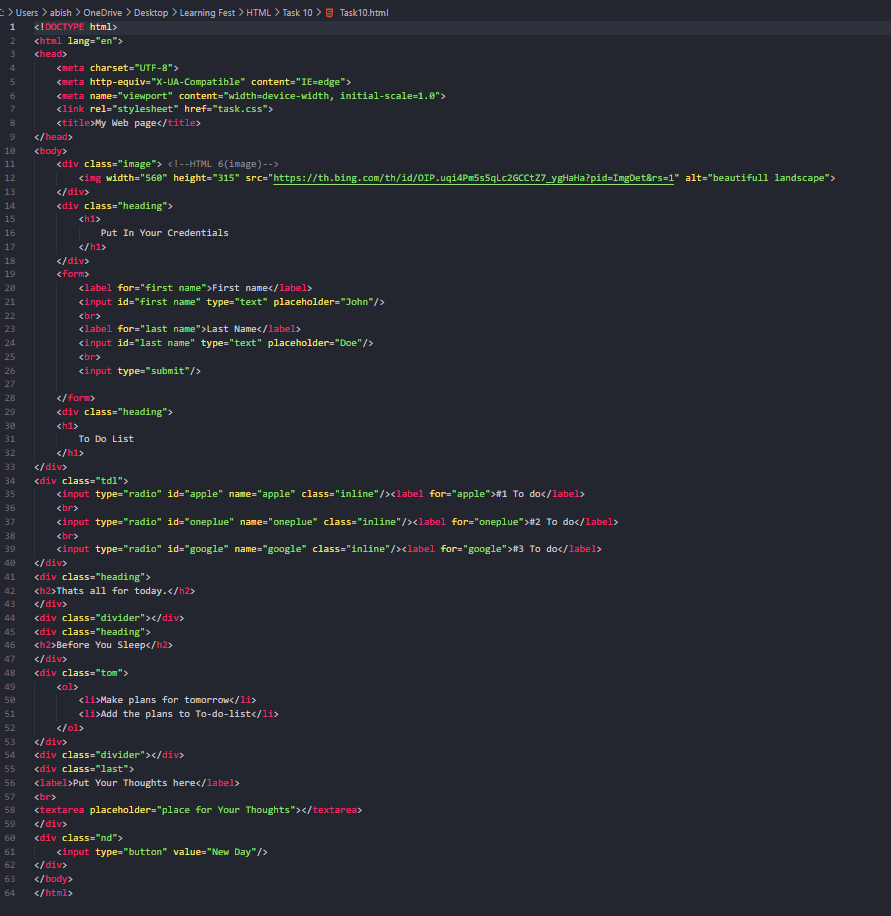 C: > Users > abish > OneDrive > Desktop > Learning Fest > HTML > Task 10 > Task10.html
1 <!DOCTYPE html>
2 <html lang="en">
3 <head>
4 <meta charset="UTF-8">
5 <meta http-equiv="X-UA-Compatible" content="IE=edge">
6 <meta name="viewport" content="width=device-width, initial-scale=1.0">
7 <link rel="stylesheet" href="task.css">
8 <title>My Web page</title>
9 </head>
10 <body>
11 <div class="image"> <!--HTML 6(image)-->
12 <img width="560" height="315" src="https://th.bing.com/th/id/OIP.uqi4Pm5s5qLc2GCCtZ7_ygHaHa?pid=ImgDet&rs=1" alt="beautifull landscape">
13 </div>
14 <div class="heading">
15 <h1>
16 Put In Your Credentials
17 </h1>
18 </div>
19 <form>
20 <label for="first name">First name</label>
21 <input id="first name" type="text" placeholder="John"/>
22 <br>
23 <label for="last name">Last Name</label>
24 <input id="last name" type="text" placeholder="Doe"/>
25 <br>
26 <input type="submit"/>
27
28 </form>
29 <div class="heading">
30 <h1>
31 To Do List
32 </h1>
33 </div>
34 <div class="tdl">
35 <input type="radio" id="apple" name="apple" class="inline"/><label for="apple">#1 To do</label>
36 <br>
37 <input type="radio" id="oneplue" name="oneplue" class="inline"/><label for="oneplue">#2 To do</label>
38 <br>
39 <input type="radio" id="google" name="google" class="inline"/><label for="google">#3 To do</label>
40 </div>
41 <div class="heading">
42 <h2>Thats all for today.</h2>
43 </div>
44 <div class="divider"></div>
45 <div class="heading">
46 <h2>Before You Sleep</h2>
47 </div>
48 <div class="tom">
49 <ol>
50 <li>Make plans for tomorrow</li>
51 <li>Add the plans to To-do-list</li>
52 </ol>
53 </div>
54 <div class="divider"></div>
55 <div class="last">
56 <label>Put Your Thoughts here</label>
57 <br>
58 <textarea placeholder="place for Your Thoughts"></textarea>
59 </div>
60 <div class="nd">
61 <input type="button" value="New Day"/>
62 </div>
63 </body>
64 </html>